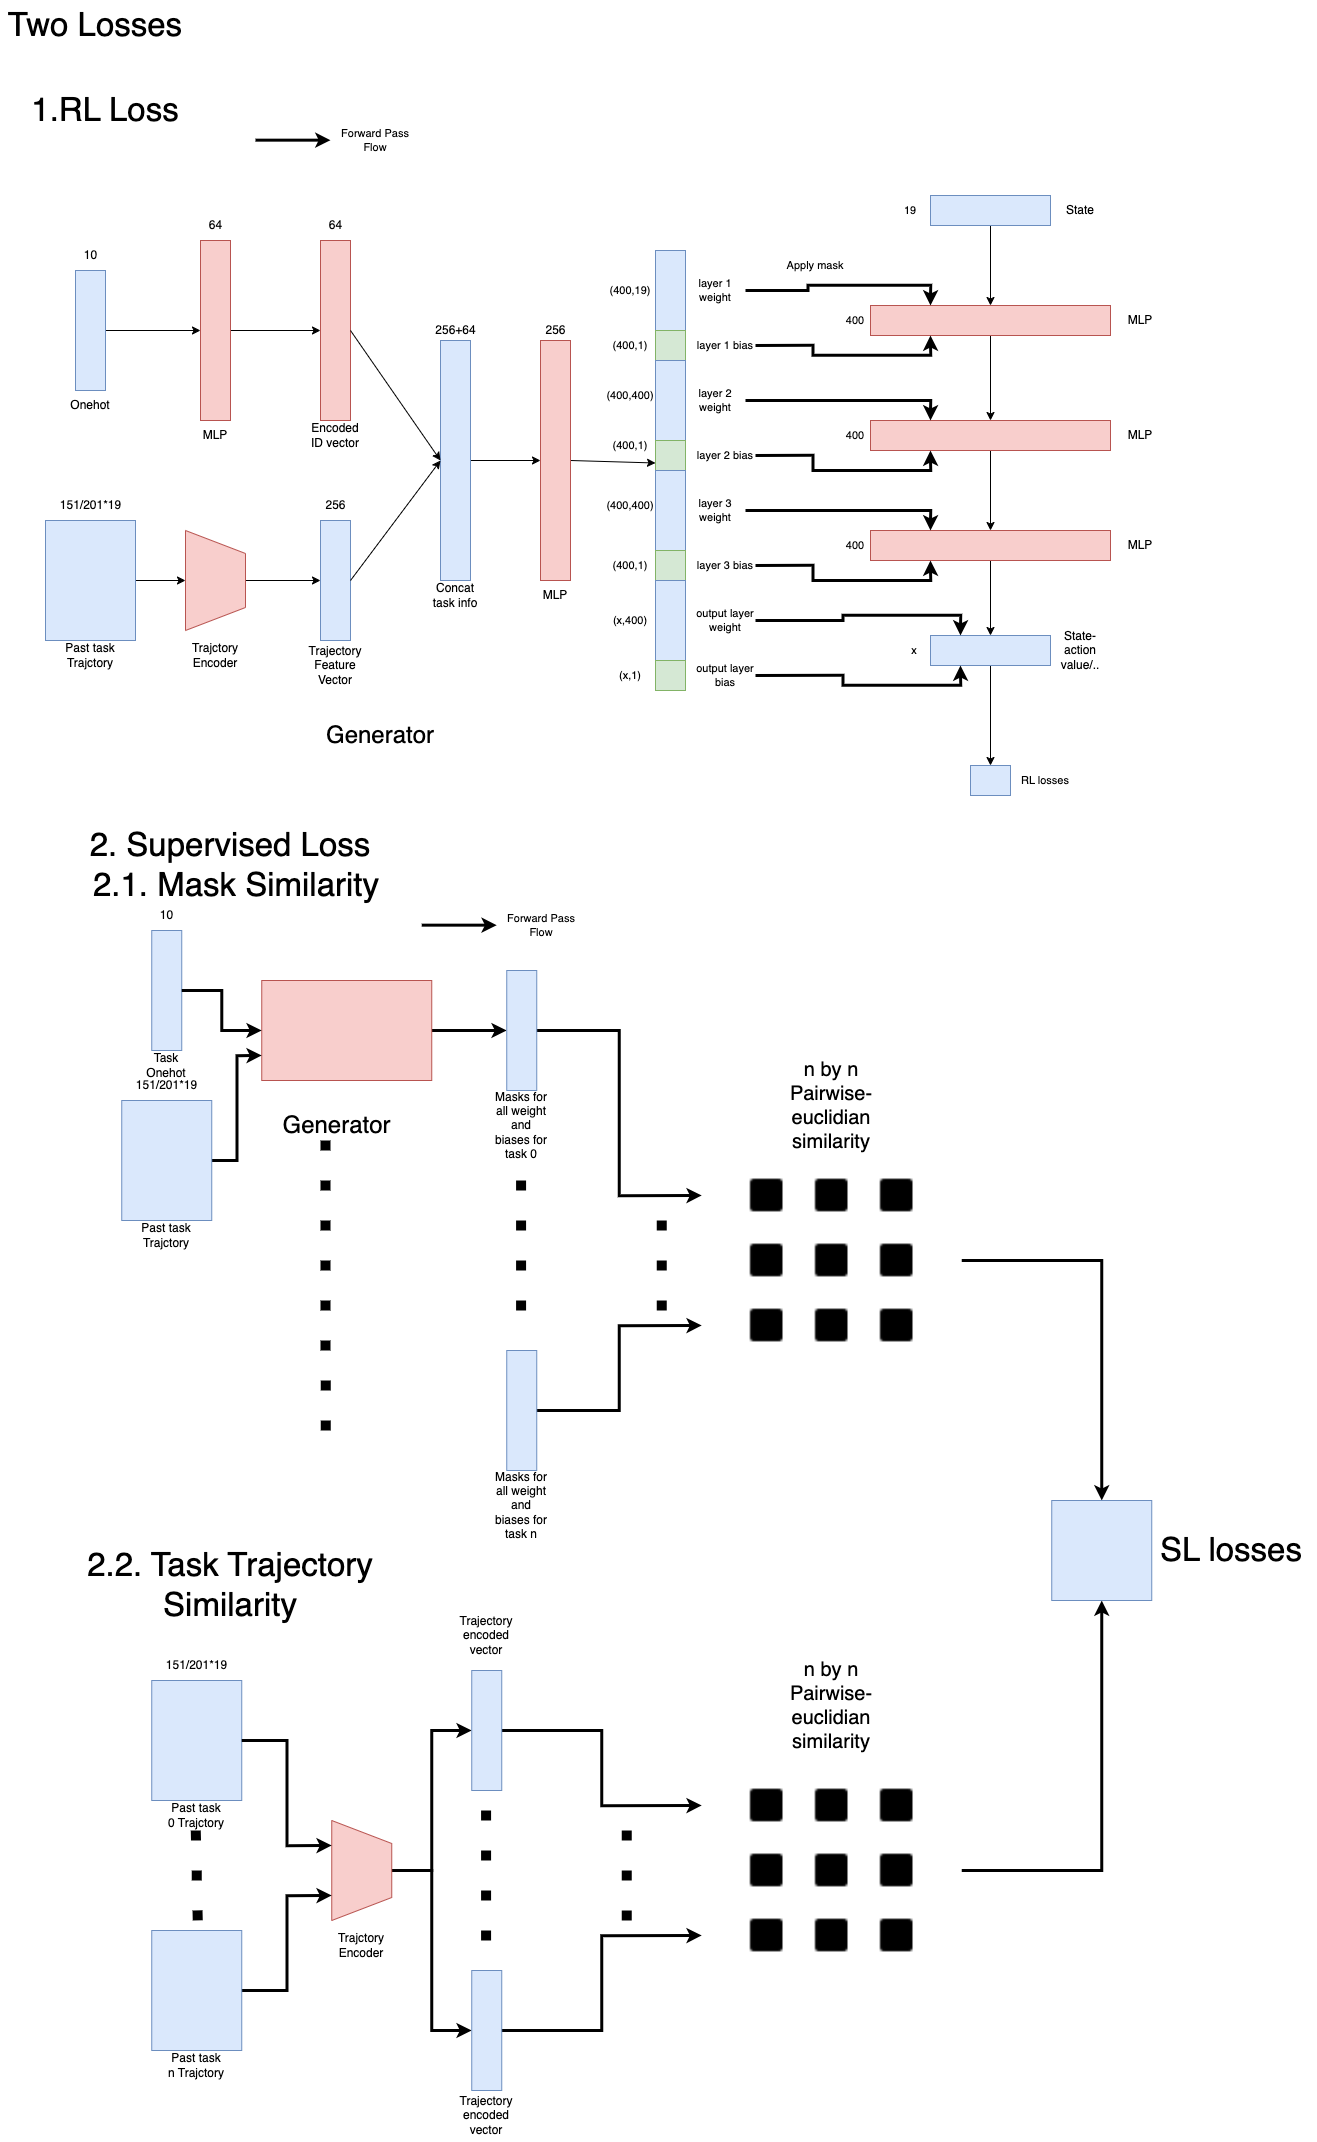 Two Losses
1.RL Loss
Forward Pass
Flow
10
Onehot
64
MLP
64
Encoded
ID vector
151/201*19
Past task
Trajctory
Trajctory
Encoder
256
Trajectory
Feature
Vector
256+64
Concat
task info
256
MLP
Generator
(400,19)
(400,1)
(400,400)
(400,1)
(400,400)
(400,1)
(x,400)
(x,1)
layer 1
weight
layer 1 bias
layer 2
weight
layer 2 bias
layer 3
weight
layer 3 bias
output layer
weight
output layer
bias
Apply mask
19
State
400
MLP
400
MLP
400
MLP
x
State-
action
value/..
RL losses
2. Supervised Loss
2.1. Mask Similarity
Forward Pass
Flow
10
Task
Onehot
151/201*19
Past task
Trajctory
Generator
Masks for
all weight
and
biases for
task 0
Masks for
all weight
and
biases for
task n
n by n
Pairwise-
euclidian
similarity
SL losses
2.2. Task Trajectory
Similarity
151/201*19
Past task
0 Trajctory
Past task
n Trajctory
Trajctory
Encoder
Trajectory
encoded
vector
Trajectory
encoded
vector
n by n
Pairwise-
euclidian
similarity